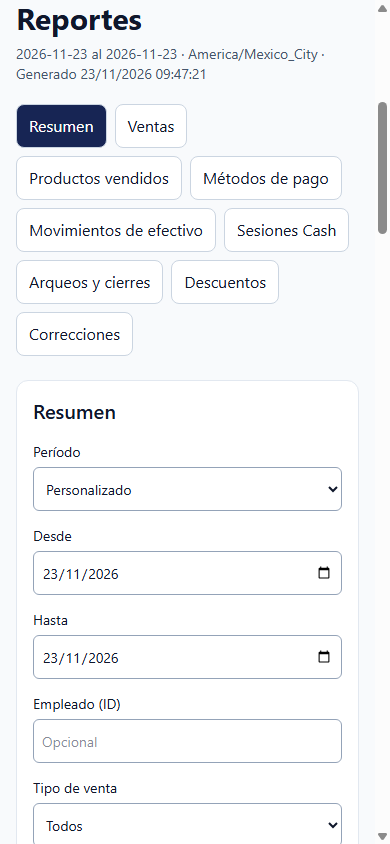 Reportes
2026-11-23 al 2026-11-23 · America/Mexico_City ·
Generado 23/11/2026 09:47:21
Resumen
Ventas
Productos vendidos
Métodos de pago
Movimientos de efectivo
Sesiones Cash
Arqueos y cierres
Descuentos
Correcciones
Resumen
Período
Personalizado
Desde
23/11/2026
Hasta
23/11/2026
Empleado (ID)
Opcional
Tipo de venta
Todos